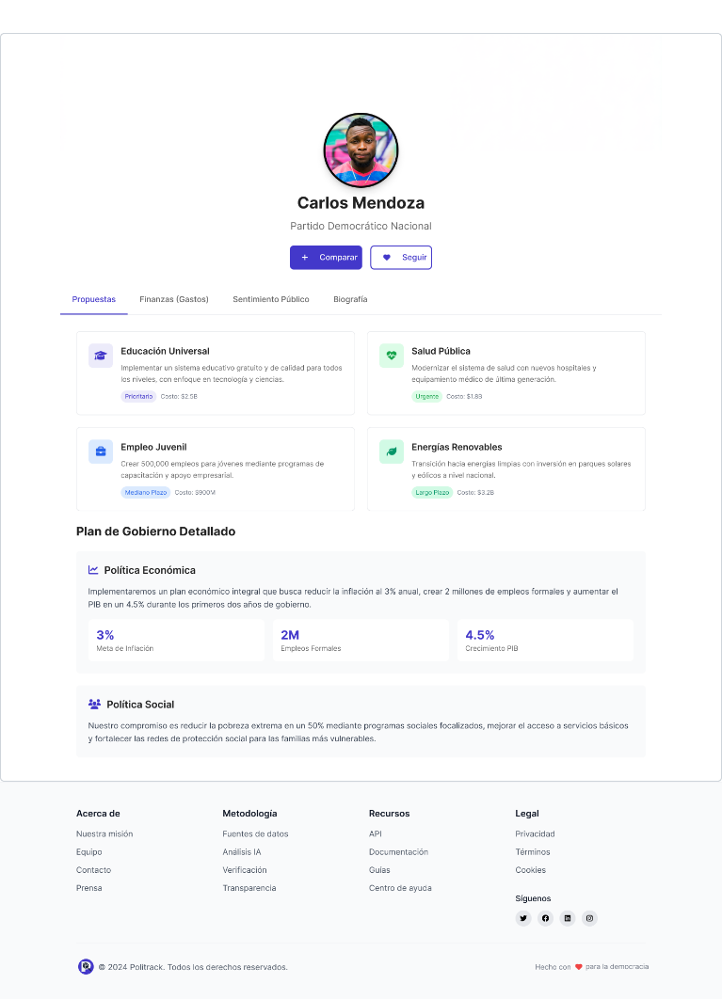 Carlos Mendoza
Partido Democrático Nacional
Comparar
Seguir
Propuestas
Finanzas (Gastos)
Sentimiento Público
Biografía
Educación Universal
Implementar un sistema educativo gratuito y de calidad para todos
los niveles, con enfoque en tecnología y ciencias.
Prioritario
Costo: $2.5B
Salud Pública
Modernizar el sistema de salud con nuevos hospitales y
equipamiento médico de última generación.
Urgente
Costo: $1.8B
Empleo Juvenil
Crear 500,000 empleos para jóvenes mediante programas de
capacitación y apoyo empresarial.
Mediano Plazo
Costo: $900M
Energías Renovables
Transición hacia energías limpias con inversión en parques solares
y eólicos a nivel nacional.
Largo Plazo
Costo: $3.2B
Plan de Gobierno Detallado
Política Económica
Implementaremos un plan económico integral que busca reducir la inflación al 3% anual, crear 2 millones de empleos formales y aumentar el
PIB en un 4.5% durante los primeros dos años de gobierno.
3%
Meta de Inflación
2M
Empleos Formales
4.5%
Crecimiento PIB
Política Social
Nuestro compromiso es reducir la pobreza extrema en un 50% mediante programas sociales focalizados, mejorar el acceso a servicios básicos
y fortalecer las redes de protección social para las familias más vulnerables.
Acerca de
Nuestra misión
Equipo
Contacto
Prensa
Metodología
Fuentes de datos
Análisis IA
Verificación
Transparencia
Recursos
API
Documentación
Guías
Centro de ayuda
Legal
Privacidad
Términos
Cookies
Síguenos
© 2024 Politrack. Todos los derechos reservados.
Hecho con ❤ para la democracia